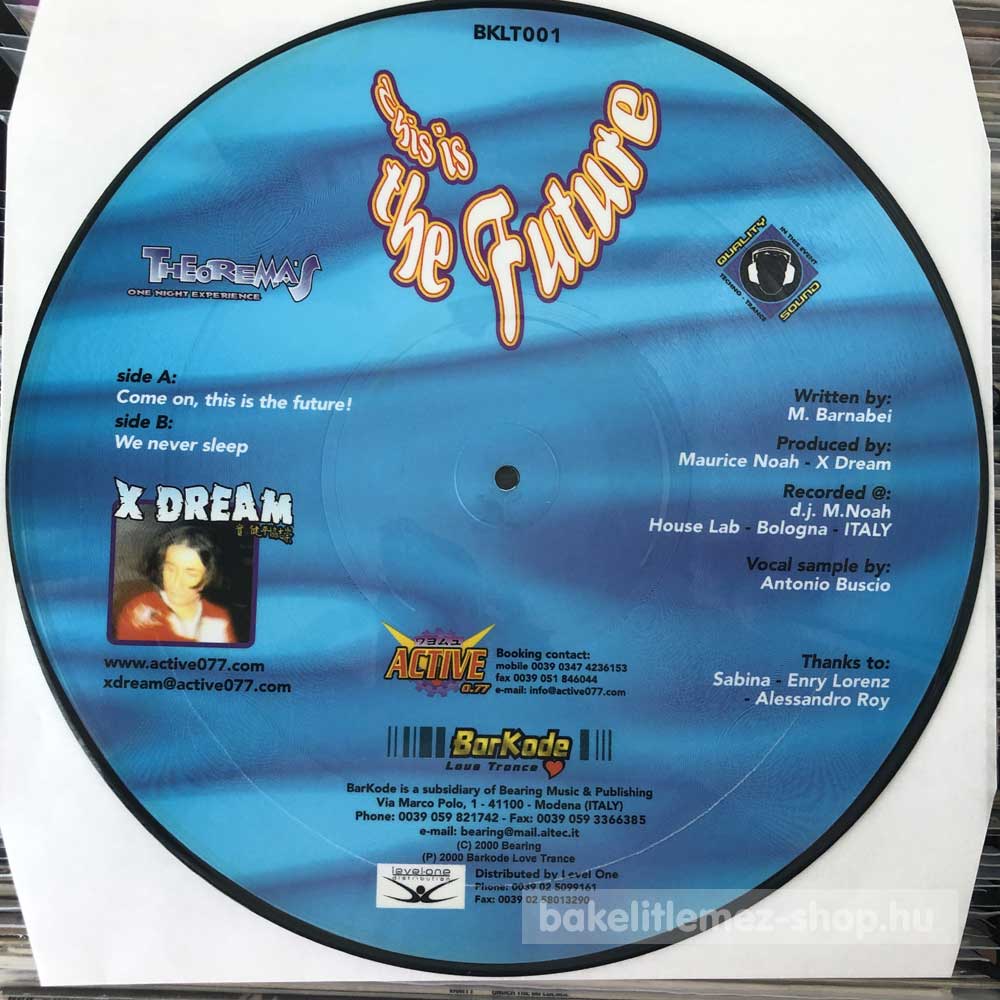 BKLT001
this is
the Future
THEOREMA'S
ONE NIGHT EXPERIENCE
QUALITY
IN THE EVENT
TECHNO - TRANCE
SOUND
side A:
Come on, this is the future!
side B:
We never sleep
X DREAM
www.active077.com
xdream@active077.com
Written by:
M. Barnabei
Produced by:
Maurice Noah - X Dream
Recorded @:
d.j. M.Noah
House Lab - Bologna - ITALY
Vocal sample by:
Antonio Buscio
Thanks to:
Sabina - Enry Lorenz
- Alessandro Roy
ワヨムユ
ACTIVE
0.77
Booking contact:
mobile 0039 0347 4236153
fax 0039 051 846044
e-mail: info@active077.com
BarKode
Love Trance
BarKode is a subsidiary of Bearing Music & Publishing
Via Marco Polo, 1 - 41100 - Modena (ITALY)
Phone: 0039 059 821742 - Fax: 0039 059 3366385
e-mail: bearing@mail.aitec.it
(C) 2000 Bearing
(P) 2000 Barkode Love Trance
level·one
distribution
Distributed by Level One
Phone: 0039 02 5099161
Fax: 0039 02 58013290
bakelitlemez-shop.hu